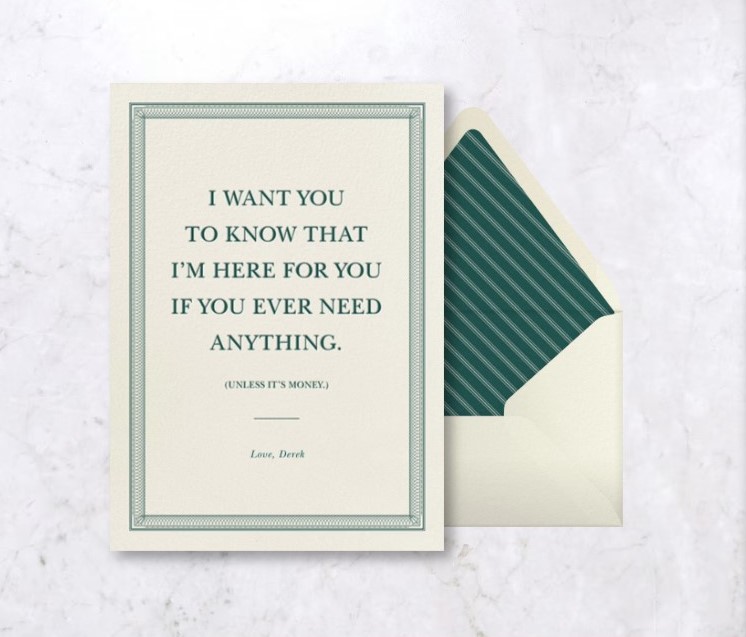 I WANT YOU
TO KNOW THAT
I'M HERE FOR YOU
IF YOU EVER NEED
ANYTHING.
(UNLESS IT'S MONEY.)
Love, Derek